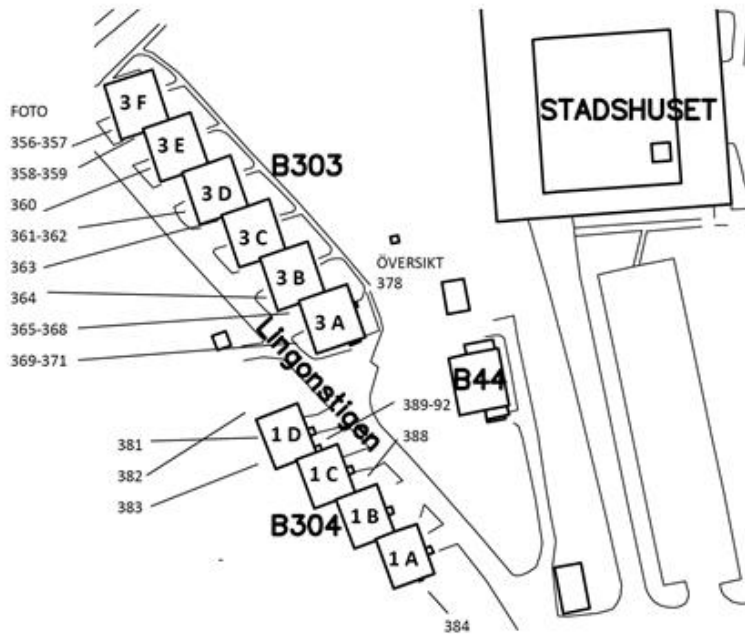 STADSHUSET
3 F
FOTO
356-357
3 E
358-359
B303
360
3 D
361-362
3 C
363
ÖVERSIKT
378
3 B
364
365-368
3 A
369-371
Lingonstigen
B44
389-92
381
1 D
388
382
1 C
383
B304
1 B
1 A
384